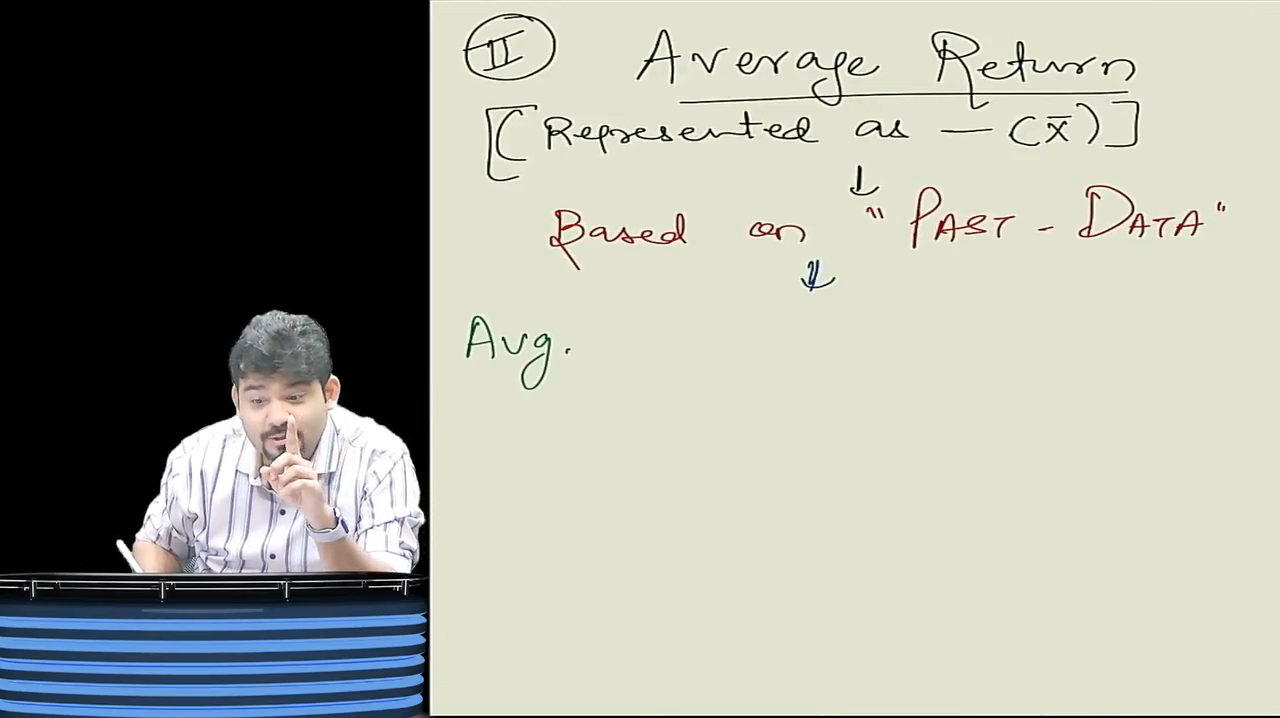 II Average Return
[(Represented as — (x̄)]
↓
Based on "PAST - DATA"
↓
Avg.